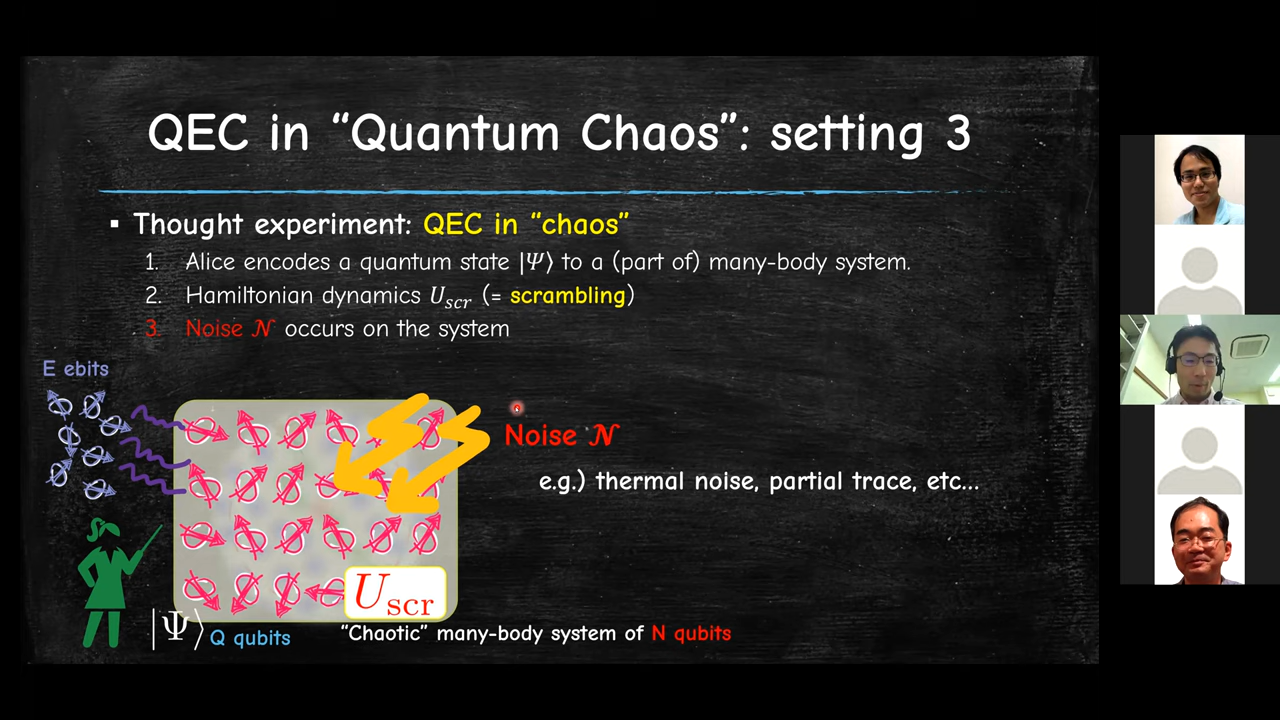 QEC in “Quantum Chaos”: setting 3
▪ Thought experiment: QEC in “chaos”
1. Alice encodes a quantum state |Ψ⟩ to a (part of) many-body system.
2. Hamiltonian dynamics U_scr (= scrambling)
3. Noise 𝒩 occurs on the system
E ebits
Noise 𝒩
e.g.) thermal noise, partial trace, etc...
U_scr
|Ψ⟩ Q qubits
“Chaotic” many-body system of N qubits